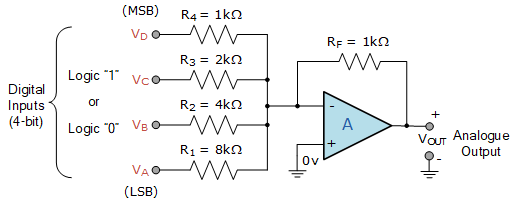 (MSB)
R4 = 1kΩ
VD
RF = 1kΩ
R3 = 2kΩ
Logic "1"
VC
Digital
Inputs
(4-bit)
or
R2 = 4kΩ
Logic "0"
VB
-
A
+
+
VOUT
Analogue
Output
-
R1 = 8kΩ
0v
VA
(LSB)